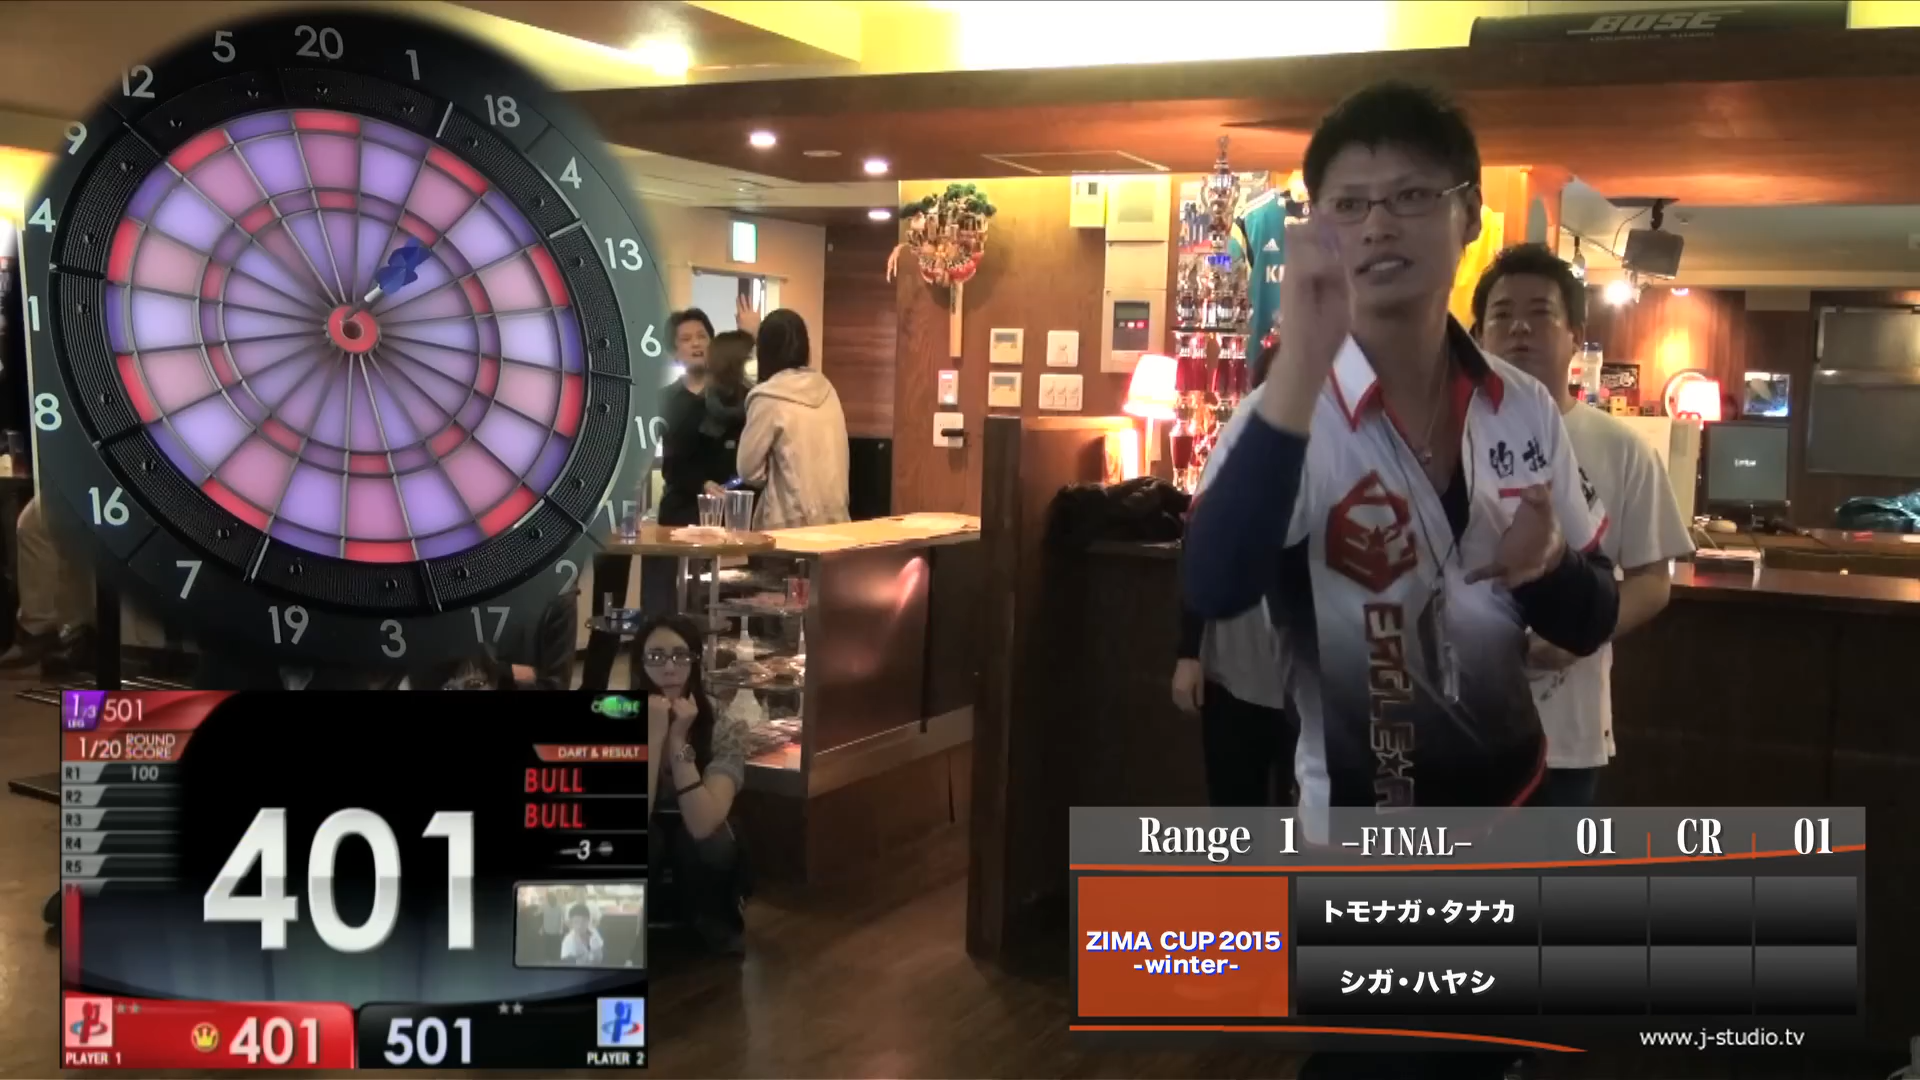 BOSE
5 20 1
12 18
9 4
14 13
11 6
8 10
16 15
7 2
19 3 17
KI
伯
EAGLE★A
1/3 LEG 501
1/20 ROUND SCORE
R1 100
R2
R3
R4
R5
401
DART & RESULT
BULL
BULL
3
401 501
PLAYER 1 PLAYER 2
Range 1 -FINAL- 01 CR 01
ZIMA CUP 2015
-winter-
トモナガ・タナカ
シガ・ハヤシ
www.j-studio.tv